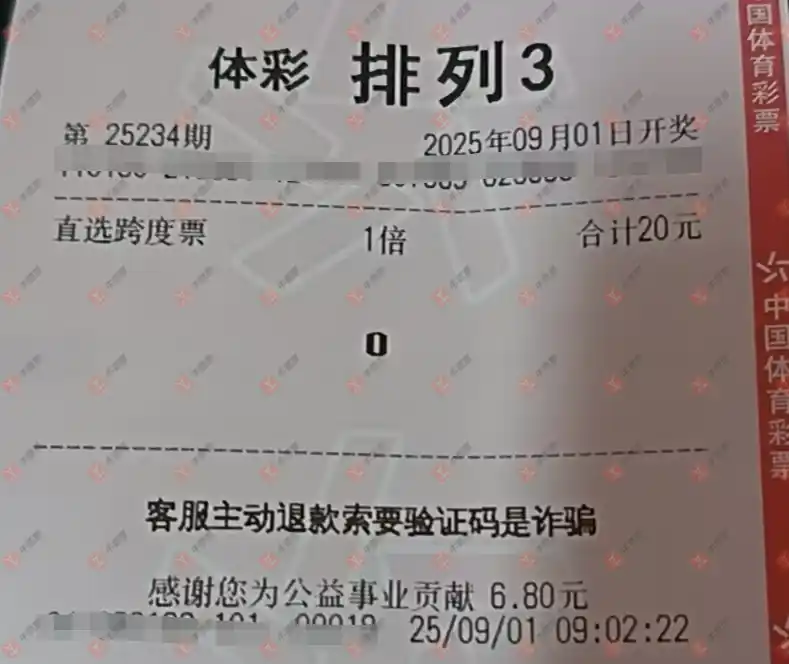 体彩 排列3
第 25234期 2025年09月01日开奖
直选跨度票 1倍 合计20元
0
客服主动退款索要验证码是诈骗
感谢您为公益事业贡献 6.80元
25/09/01 09:02:22
国体育彩票
中国体育彩票